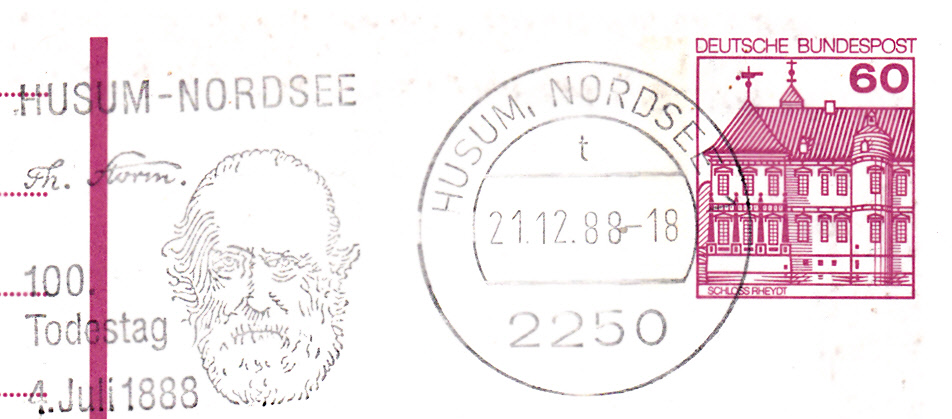 HUSUM-NORDSEE
Th. Storm.
100.
Todestag
4. Juli 1888
HUSUM, NORDSEE 1
t
21.12.88-18
2250
DEUTSCHE BUNDESPOST
60
SCHLOSS RHEYDT